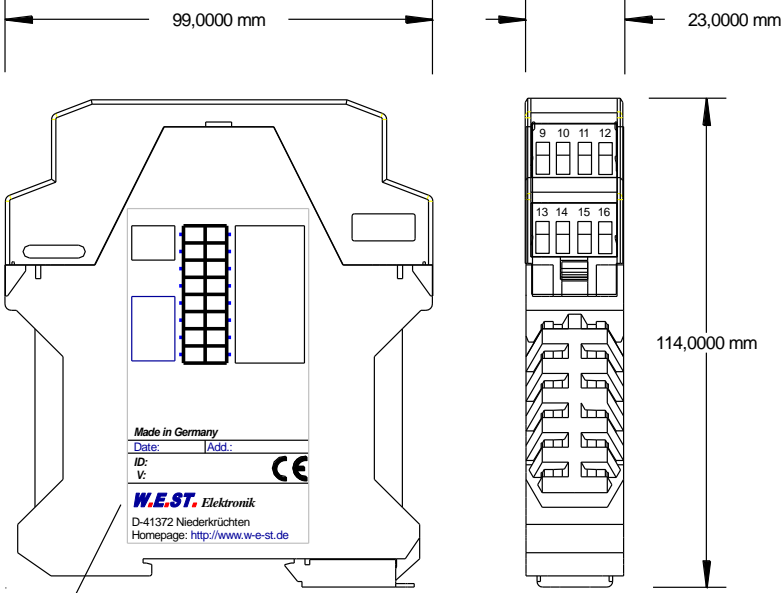 99,0000 mm
23,0000 mm
9 10 11 12
13 14 15 16
114,0000 mm
Made in Germany
Date: Add.:
ID:
V:
CE
W.E.ST. Elektronik
D-41372 Niederkrüchten
Homepage: http://www.w-e-st.de